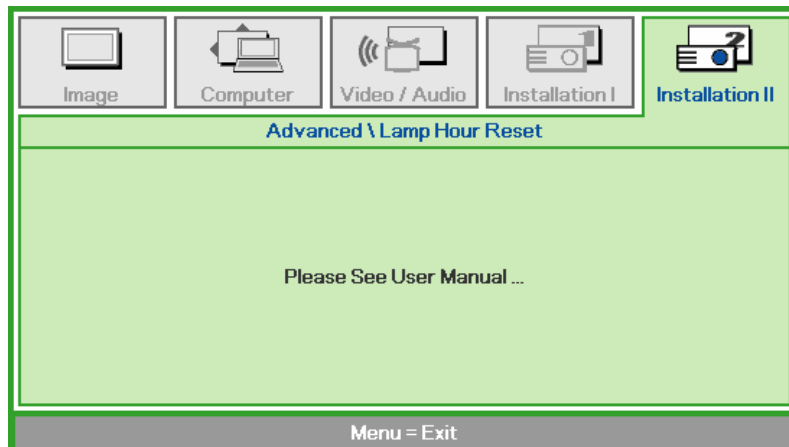 Image
Computer
Video / Audio
Installation I
Installation II
Advanced \ Lamp Hour Reset
Please See User Manual ...
Menu = Exit